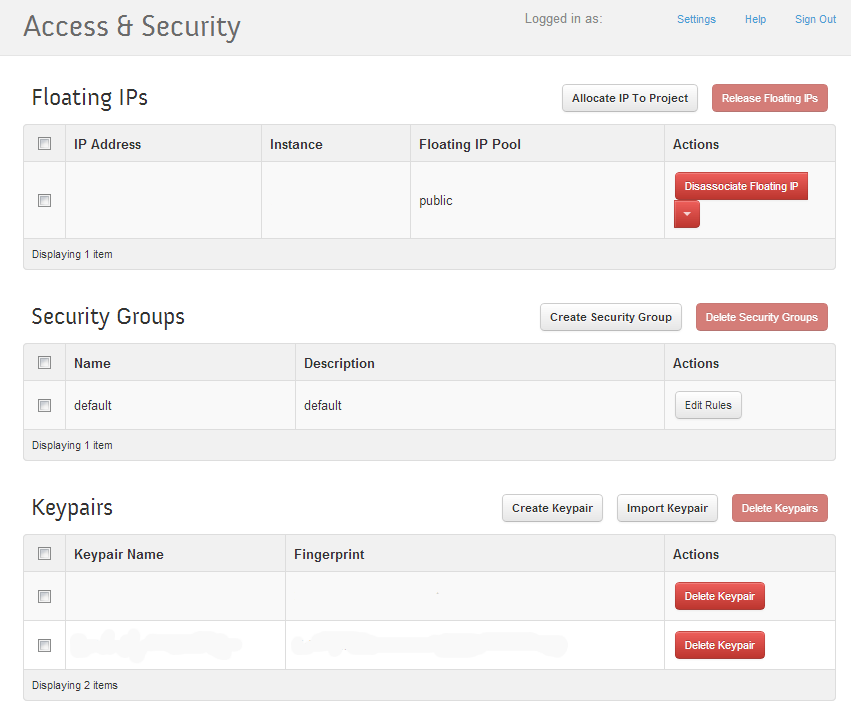 Access & Security
Logged in as:
Settings
Help
Sign Out
Floating IPs
Allocate IP To Project
Release Floating IPs
IP Address
Instance
Floating IP Pool
Actions
public
Disassociate Floating IP
Displaying 1 item
Security Groups
Create Security Group
Delete Security Groups
Name
Description
Actions
default
default
Edit Rules
Displaying 1 item
Keypairs
Create Keypair
Import Keypair
Delete Keypairs
Keypair Name
Fingerprint
Actions
Delete Keypair
Delete Keypair
Displaying 2 items